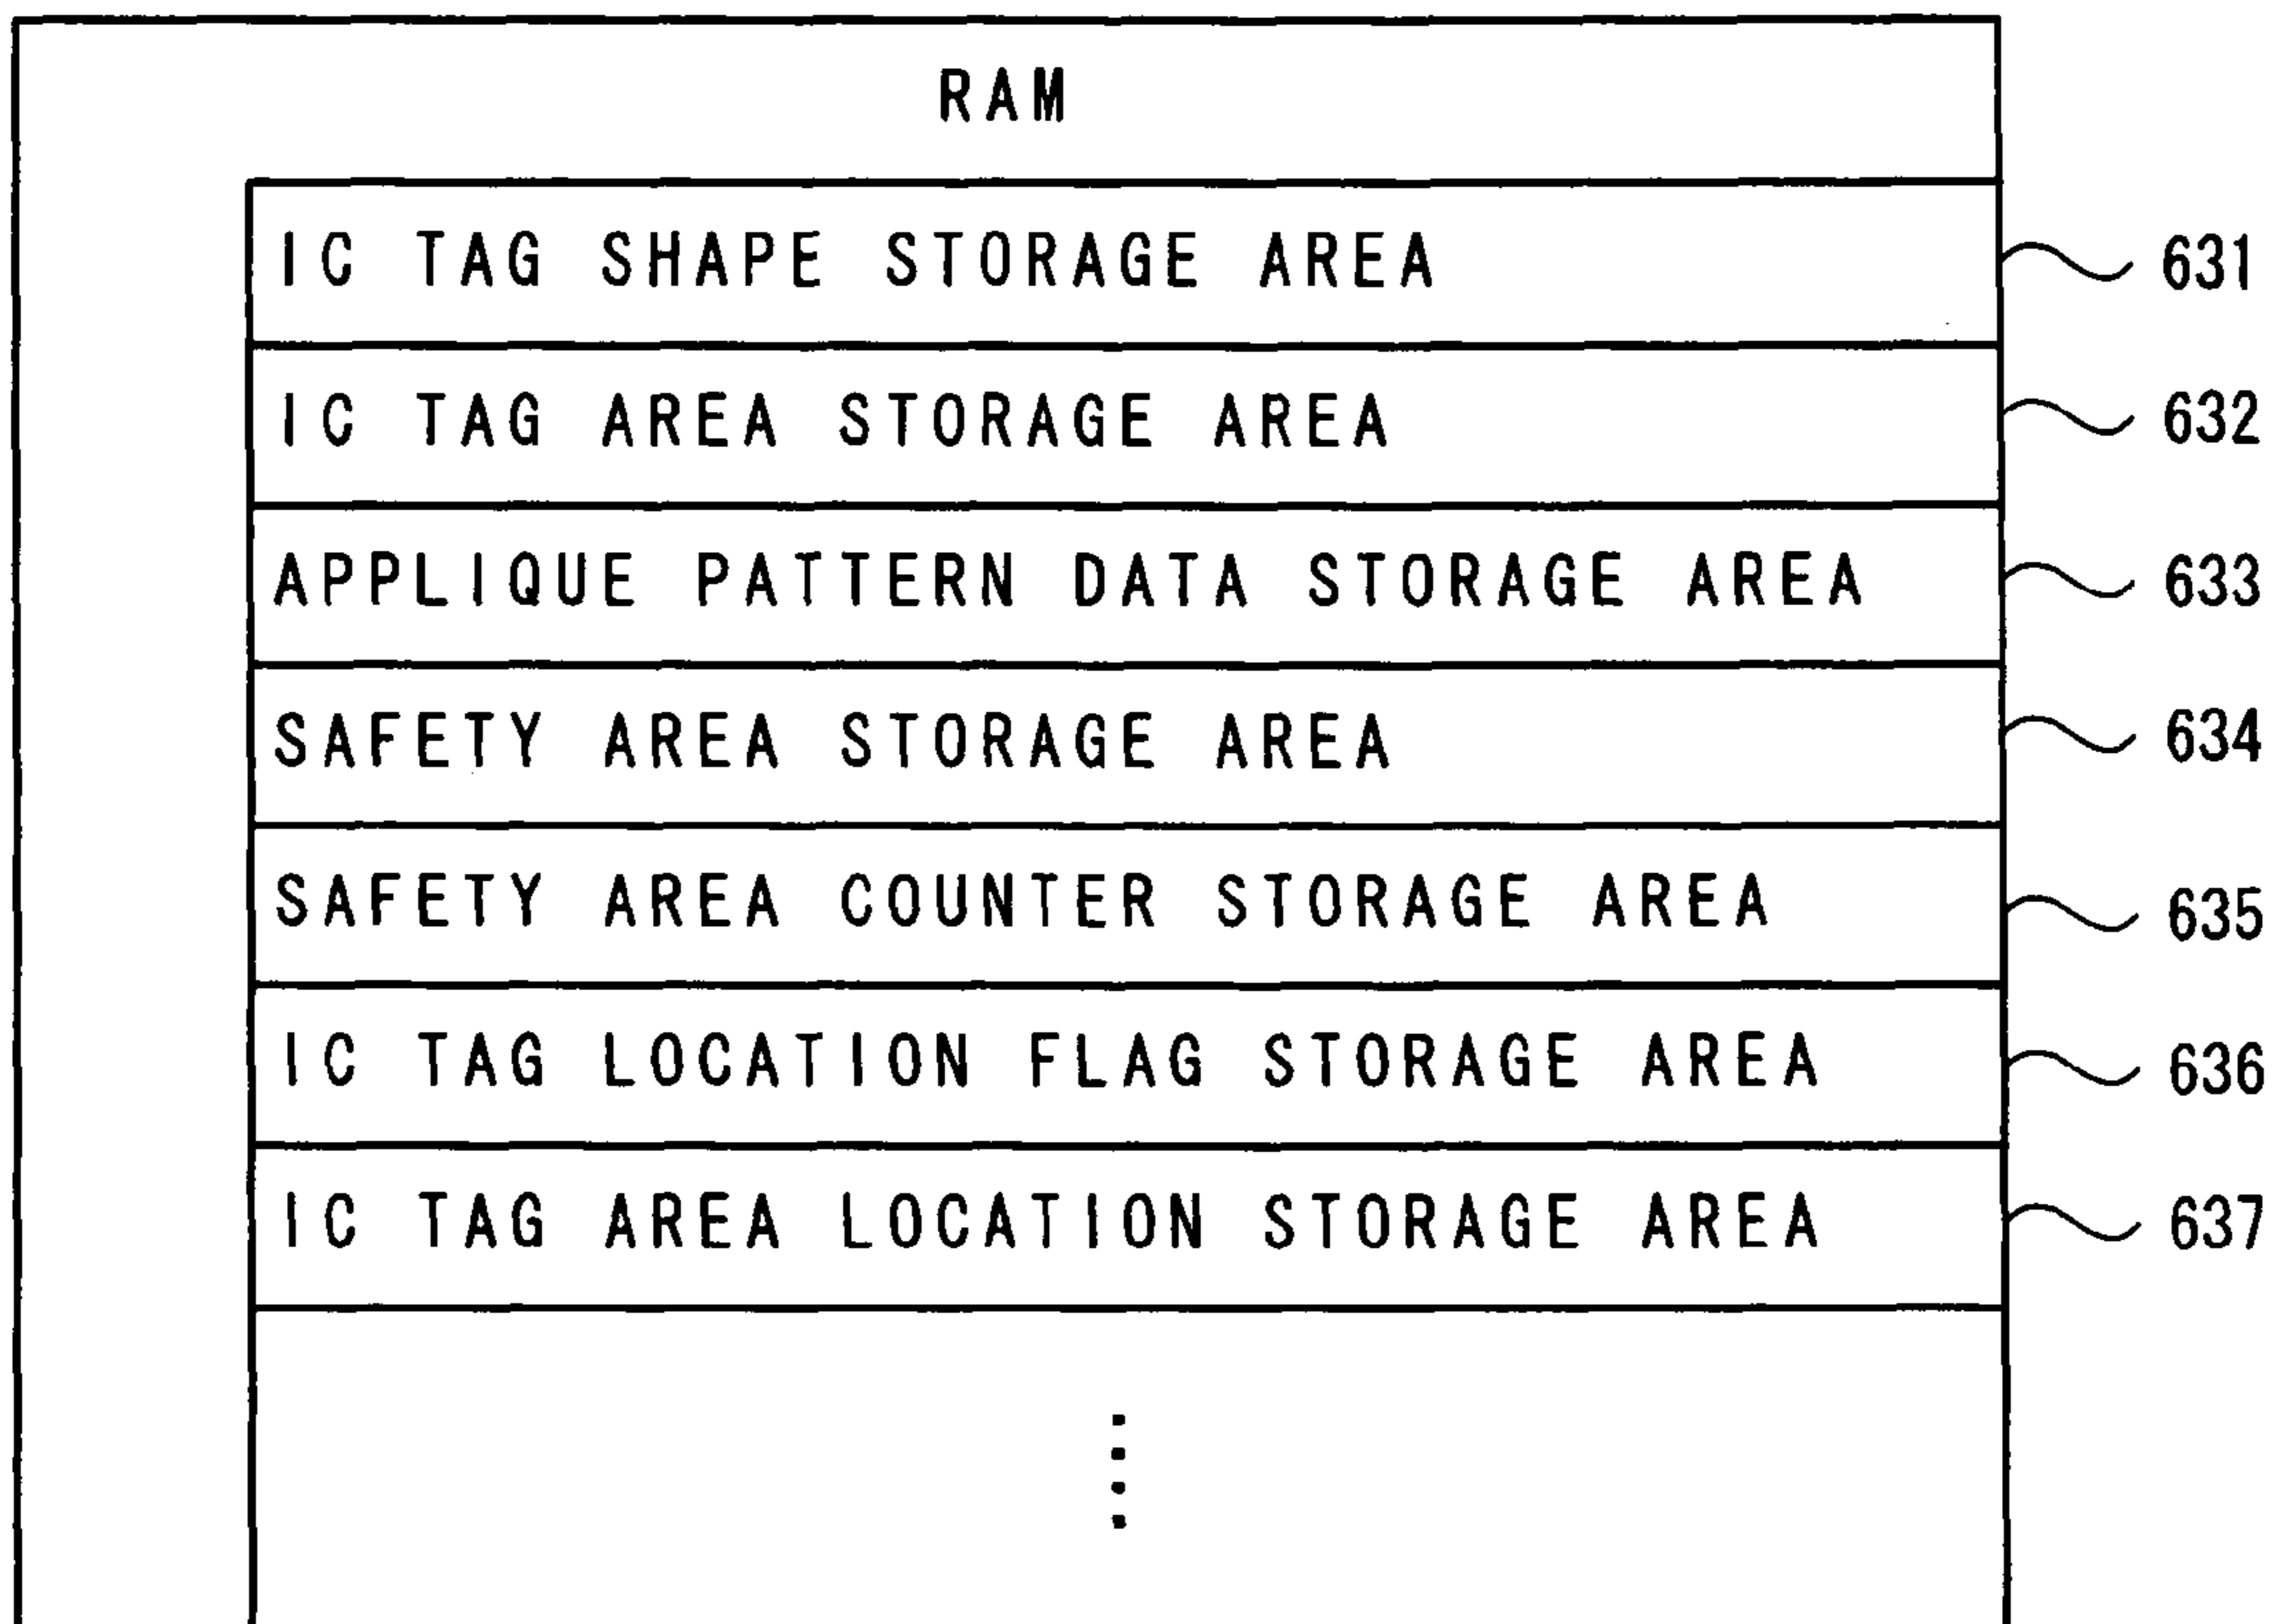 RAM
IC TAG SHAPE STORAGE AREA 631
IC TAG AREA STORAGE AREA 632
APPLIQUE PATTERN DATA STORAGE AREA 633
SAFETY AREA STORAGE AREA 634
SAFETY AREA COUNTER STORAGE AREA 635
IC TAG LOCATION FLAG STORAGE AREA 636
IC TAG AREA LOCATION STORAGE AREA 637